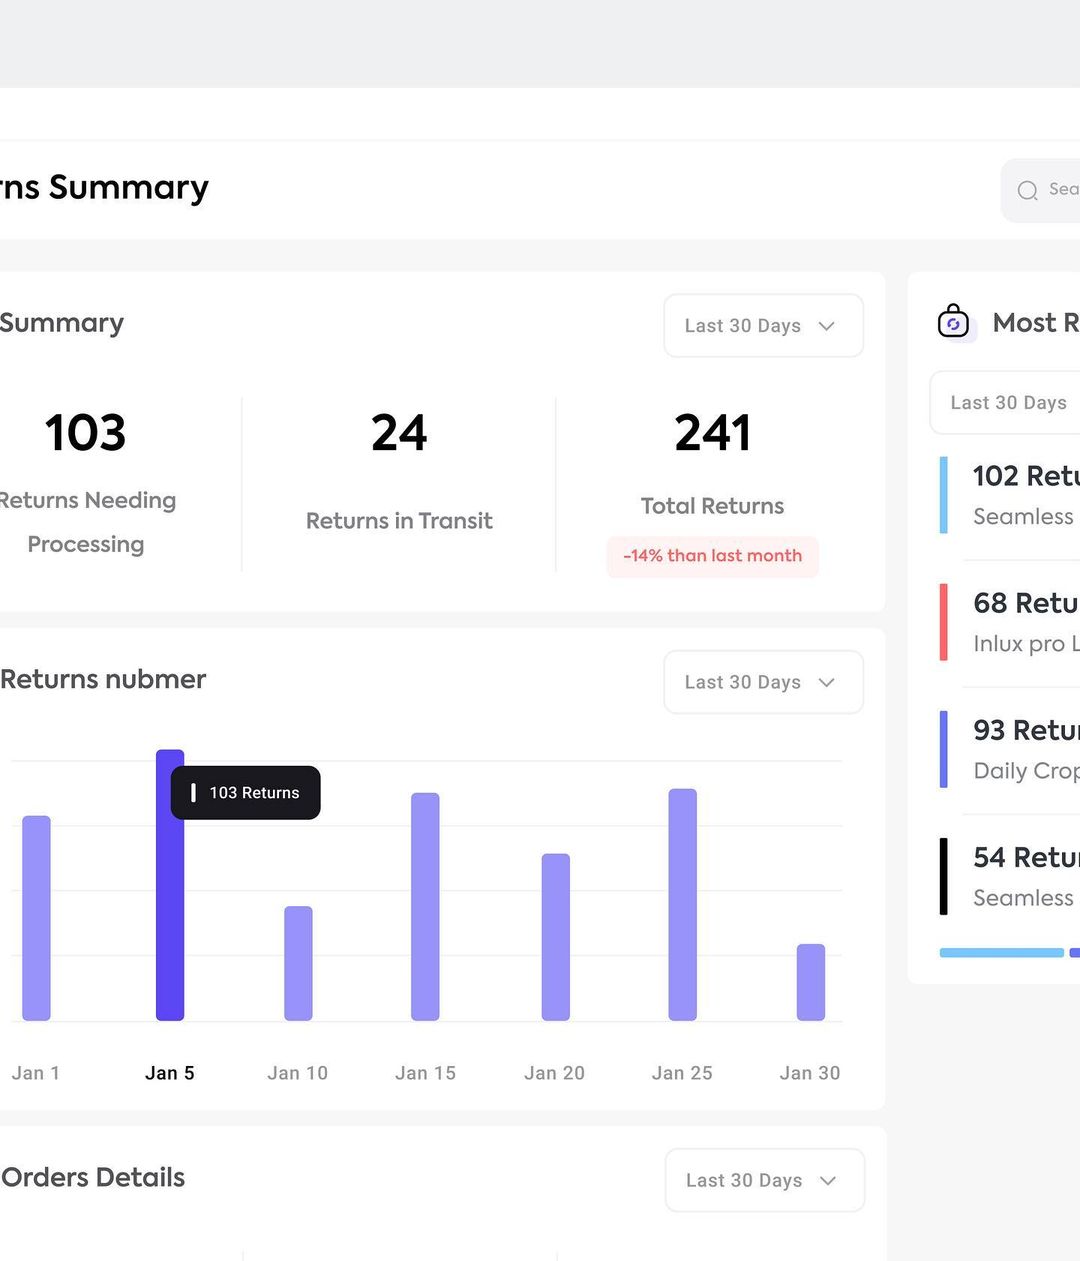 rns Summary
Sea
Summary
Last 30 Days
103
Returns Needing
Processing
24
Returns in Transit
241
Total Returns
-14% than last month
Returns nubmer
Last 30 Days
103 Returns
Jan 1
Jan 5
Jan 10
Jan 15
Jan 20
Jan 25
Jan 30
Orders Details
Last 30 Days
Most R
Last 30 Days
102 Retu
Seamless
68 Retu
Inlux pro L
93 Retur
Daily Crop
54 Retur
Seamless